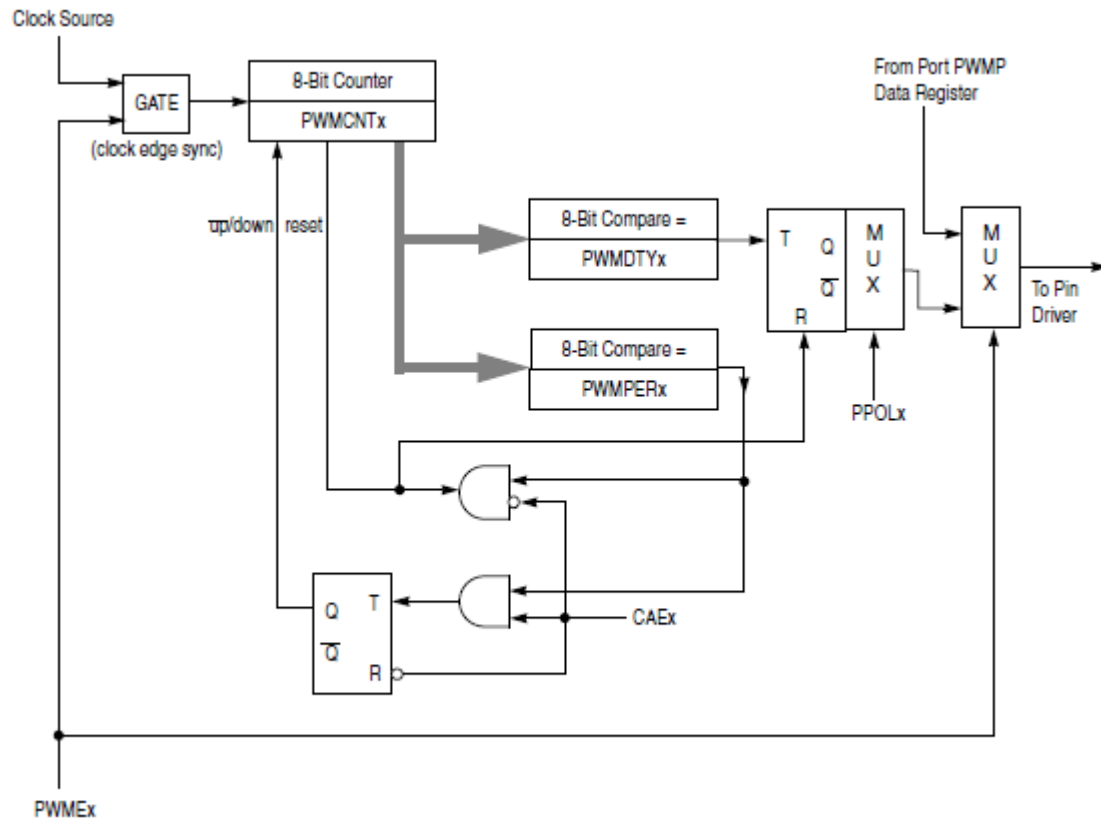 Clock Source
GATE
(clock edge sync)
8-Bit Counter
PWMCNTx
From Port PWMP
Data Register
up/down
reset
8-Bit Compare =
PWMDTYx
T
Q
Q
R
M
U
X
M
U
X
To Pin
Driver
8-Bit Compare =
PWMPERx
PPOLx
Q
T
Q
R
CAEx
PWMEx